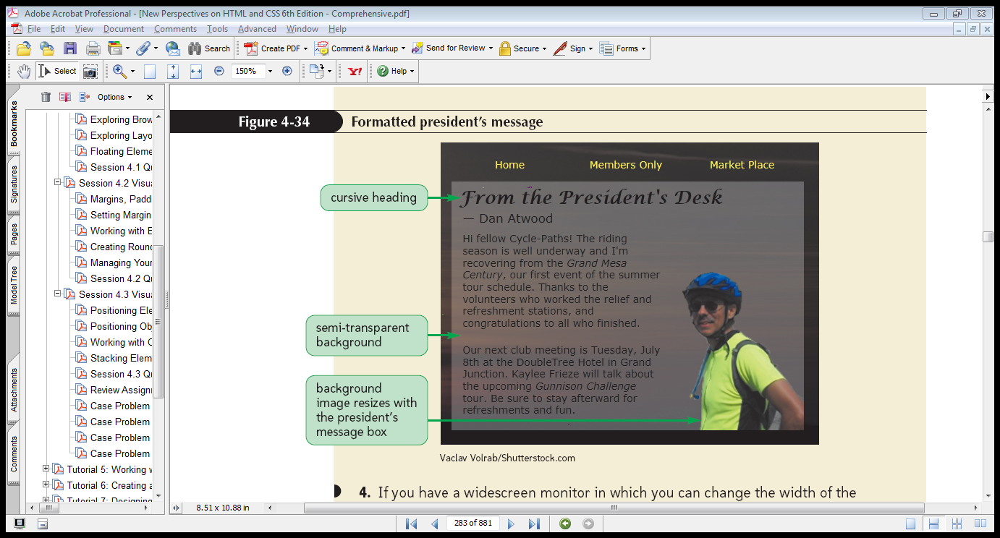 Adobe Acrobat Professional - [New Perspectives on HTML and CSS 6th Edition - Comprehensive.pdf]
File Edit View Document Comments Tools Advanced Window Help
Search Create PDF Comment & Markup Send for Review Secure Sign Forms
Select 150% Y! Help
Options
Bookmarks
Signatures
Pages
Model Tree
Attachments
Comments
Exploring Brow
Exploring Layo
Floating Eleme
Session 4.1 Qu
Session 4.2 Visua
Margins, Padd
Setting Margin
Working with E
Creating Roun
Managing Your
Session 4.2 Qu
Session 4.3 Visua
Positioning Ele
Positioning Ob
Working with O
Stacking Elem
Session 4.3 Qu
Review Assign
Case Problem
Case Problem
Case Problem
Case Problem
Tutorial 5: Working w
Tutorial 6: Creating a
Tutorial 7: Designing
Figure 4-34 Formatted president's message
Home Members Only Market Place
cursive heading
From the President's Desk
— Dan Atwood
Hi fellow Cycle-Paths! The riding
season is well underway and I'm
recovering from the Grand Mesa
Century, our first event of the summer
tour schedule. Thanks to the
volunteers who worked the relief and
refreshment stations, and
congratulations to all who finished.
semi-transparent
background
Our next club meeting is Tuesday, July
8th at the DoubleTree Hotel in Grand
Junction. Kaylee Frieze will talk about
the upcoming Gunnison Challenge
tour. Be sure to stay afterward for
refreshments and fun.
background
image resizes with
the president's
message box
Vaclav Volrab/Shutterstock.com
4. If you have a widescreen monitor in which you can change the width of the
8.51 x 10.88 in
283 of 881